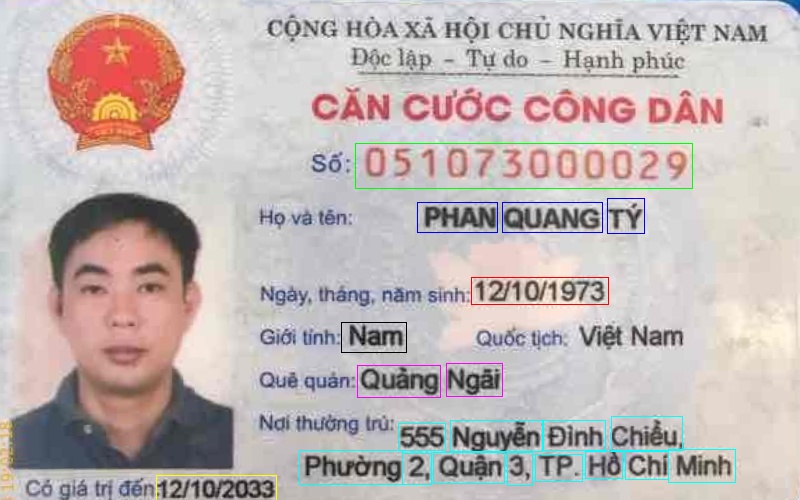 CỘNG HÒA XÃ HỘI CHỦ NGHĨA VIỆT NAM
Độc lập - Tự do - Hạnh phúc
CĂN CƯỚC CÔNG DÂN
Số: 051073000029
Họ và tên: PHAN QUANG TÝ
Ngày, tháng, năm sinh: 12/10/1973
Giới tính: Nam Quốc tịch: Việt Nam
Quê quán: Quảng Ngãi
Nơi thường trú: 555 Nguyễn Đình Chiểu,
Phường 2, Quận 3, TP. Hồ Chí Minh
Có giá trị đến: 12/10/2033